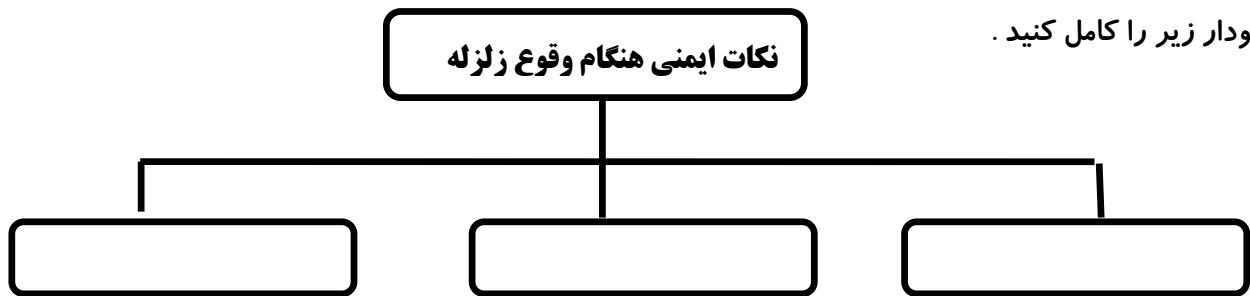 ودار زیر را کامل کنید .
نکات ایمنی هنگام وقوع زلزله